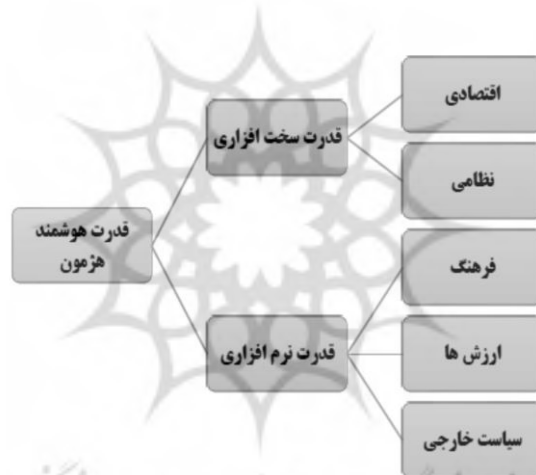 اقتصادی
قدرت سخت افزاری
نظامی
قدرت هوشمند
هژمون
فرهنگ
قدرت نرم افزاری
ارزش ها
سیاست خارجی